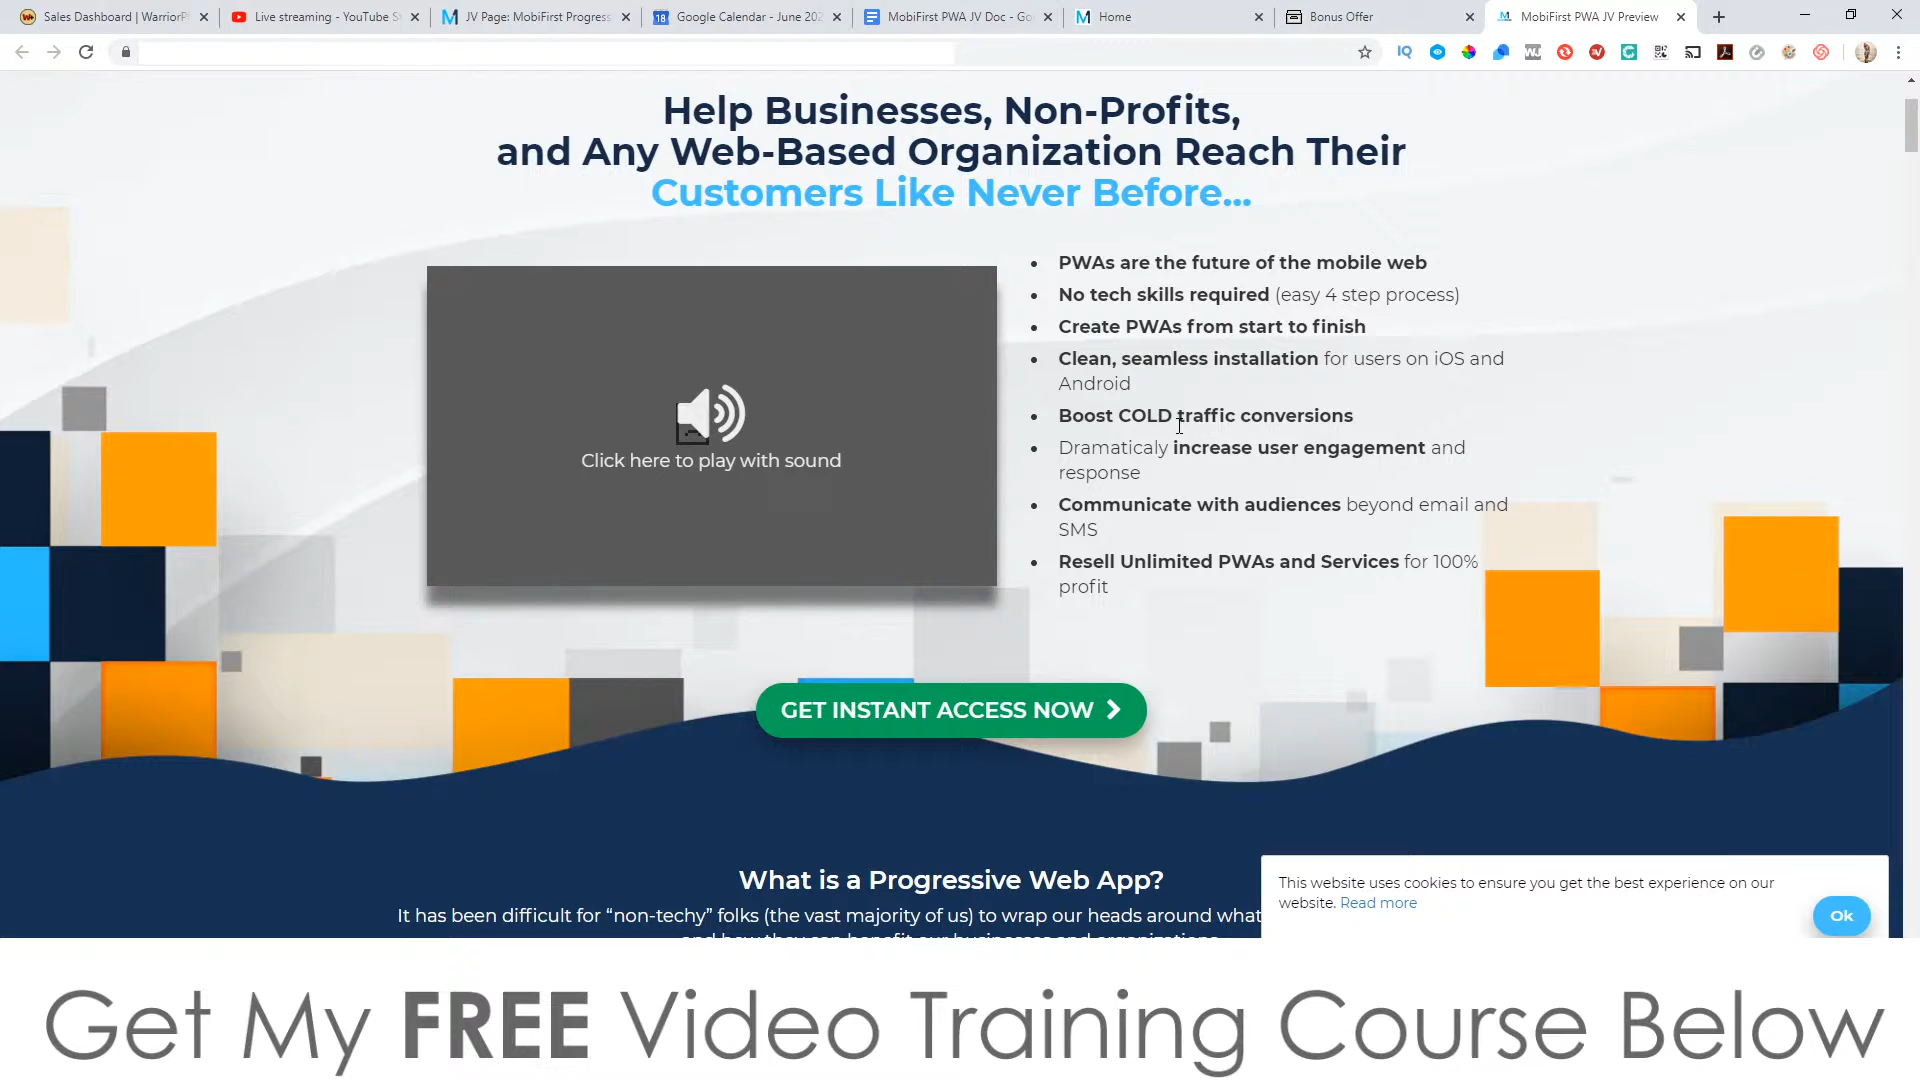 Sales Dashboard | WarriorP
Live streaming - YouTube S
JV Page: MobiFirst Progress
Google Calendar - June 202
MobiFirst PWA JV Doc - Go
Home
Bonus Offer
MobiFirst PWA JV Preview
Help Businesses, Non-Profits,
and Any Web-Based Organization Reach Their
Customers Like Never Before...
Click here to play with sound
• PWAs are the future of the mobile web
• No tech skills required (easy 4 step process)
• Create PWAs from start to finish
• Clean, seamless installation for users on iOS and
Android
• Boost COLD traffic conversions
• Dramaticaly increase user engagement and
response
• Communicate with audiences beyond email and
SMS
• Resell Unlimited PWAs and Services for 100%
profit
GET INSTANT ACCESS NOW
What is a Progressive Web App?
It has been difficult for “non-techy” folks (the vast majority of us) to wrap our heads around what
This website uses cookies to ensure you get the best experience on our
website. Read more
Ok
Get My FREE Video Training Course Below